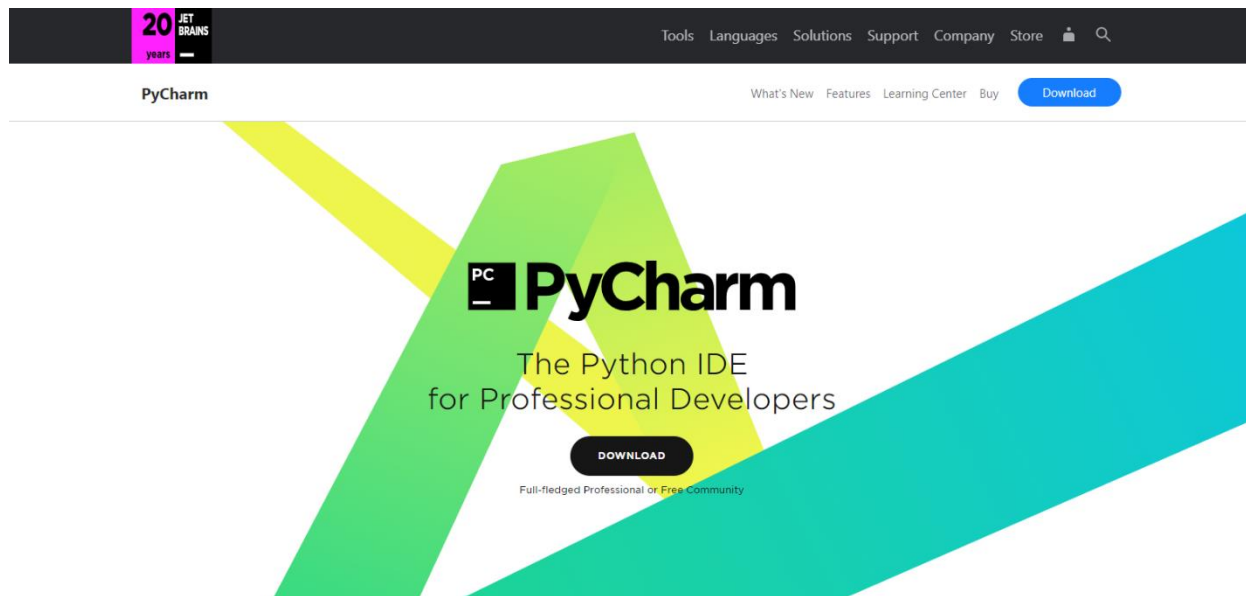 20 JET
BRAINS
years
Tools Languages Solutions Support Company Store
PyCharm
What's New Features Learning Center Buy Download
PC PyCharm
The Python IDE
for Professional Developers
DOWNLOAD
Full-fledged Professional or Free Community